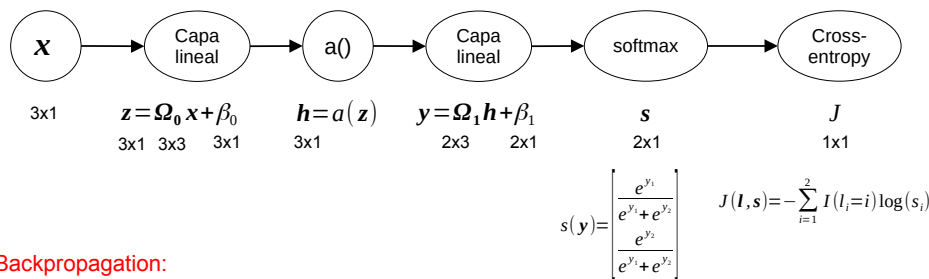 x Capa lineal a() Capa lineal softmax Cross-entropy
3x1 z=Ω₀x+β₀ h=a(z) y=Ω₁h+β₁ s J
3x1 3x3 3x1 3x1 2x3 2x1 2x1 1x1
s(y)=[e^{y₁}/(e^{y₁}+e^{y₂}) e^{y₂}/(e^{y₁}+e^{y₂})] J(l,s)=−∑_{i=1}^{2} I(l_i=i)log(s_i)
Backpropagation: